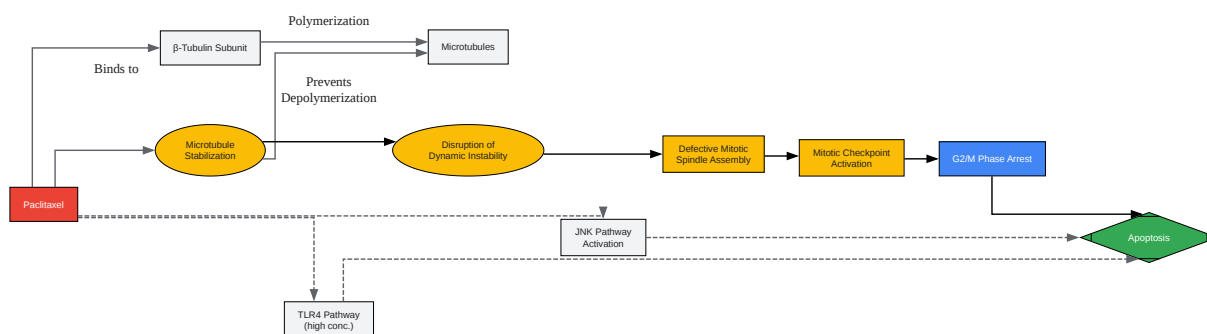 Polymerization
β-Tubulin Subunit
Microtubules
Binds to
Prevents
Depolymerization
Microtubule
Stabilization
Disruption of
Dynamic Instability
Defective Mitotic
Spindle Assembly
Mitotic Checkpoint
Activation
G2/M Phase Arrest
Paclitaxel
JNK Pathway
Activation
Apoptosis
TLR4 Pathway
(high conc.)